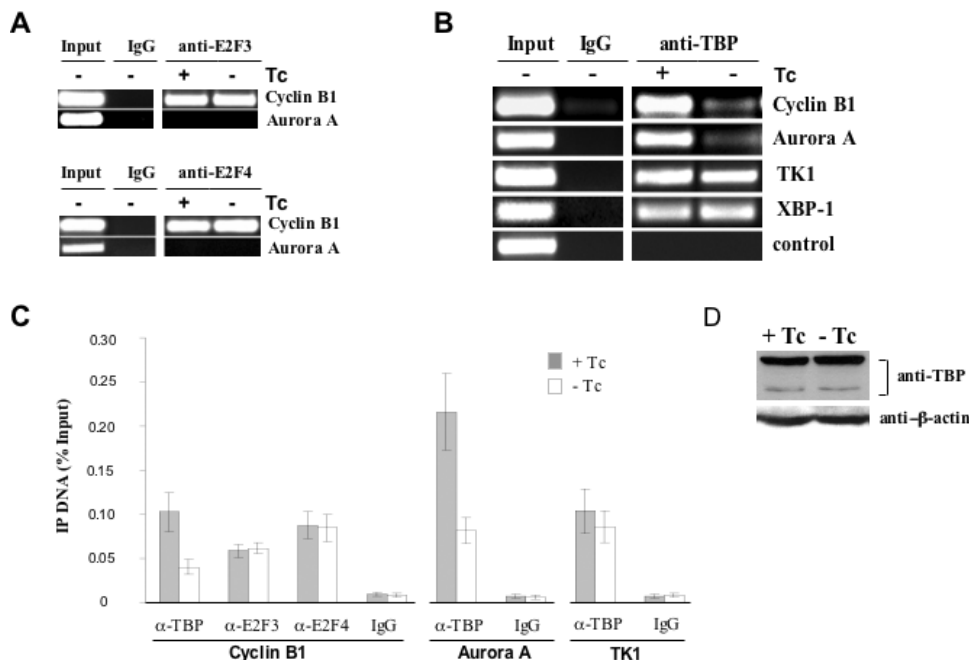 A
Input IgG anti-E2F3
- - + - Tc
Cyclin B1
Aurora A
Input IgG anti-E2F4
- - + - Tc
Cyclin B1
Aurora A
B
Input IgG anti-TBP
- - + - Tc
Cyclin B1
Aurora A
TK1
XBP-1
control
C
IP DNA (% Input)
0.30
0.25
0.20
0.15
0.10
0.05
0
+ Tc
- Tc
α-TBP α-E2F3 α-E2F4 IgG α-TBP IgG α-TBP IgG
Cyclin B1 Aurora A TK1
D
+ Tc - Tc
anti-TBP
anti-β-actin